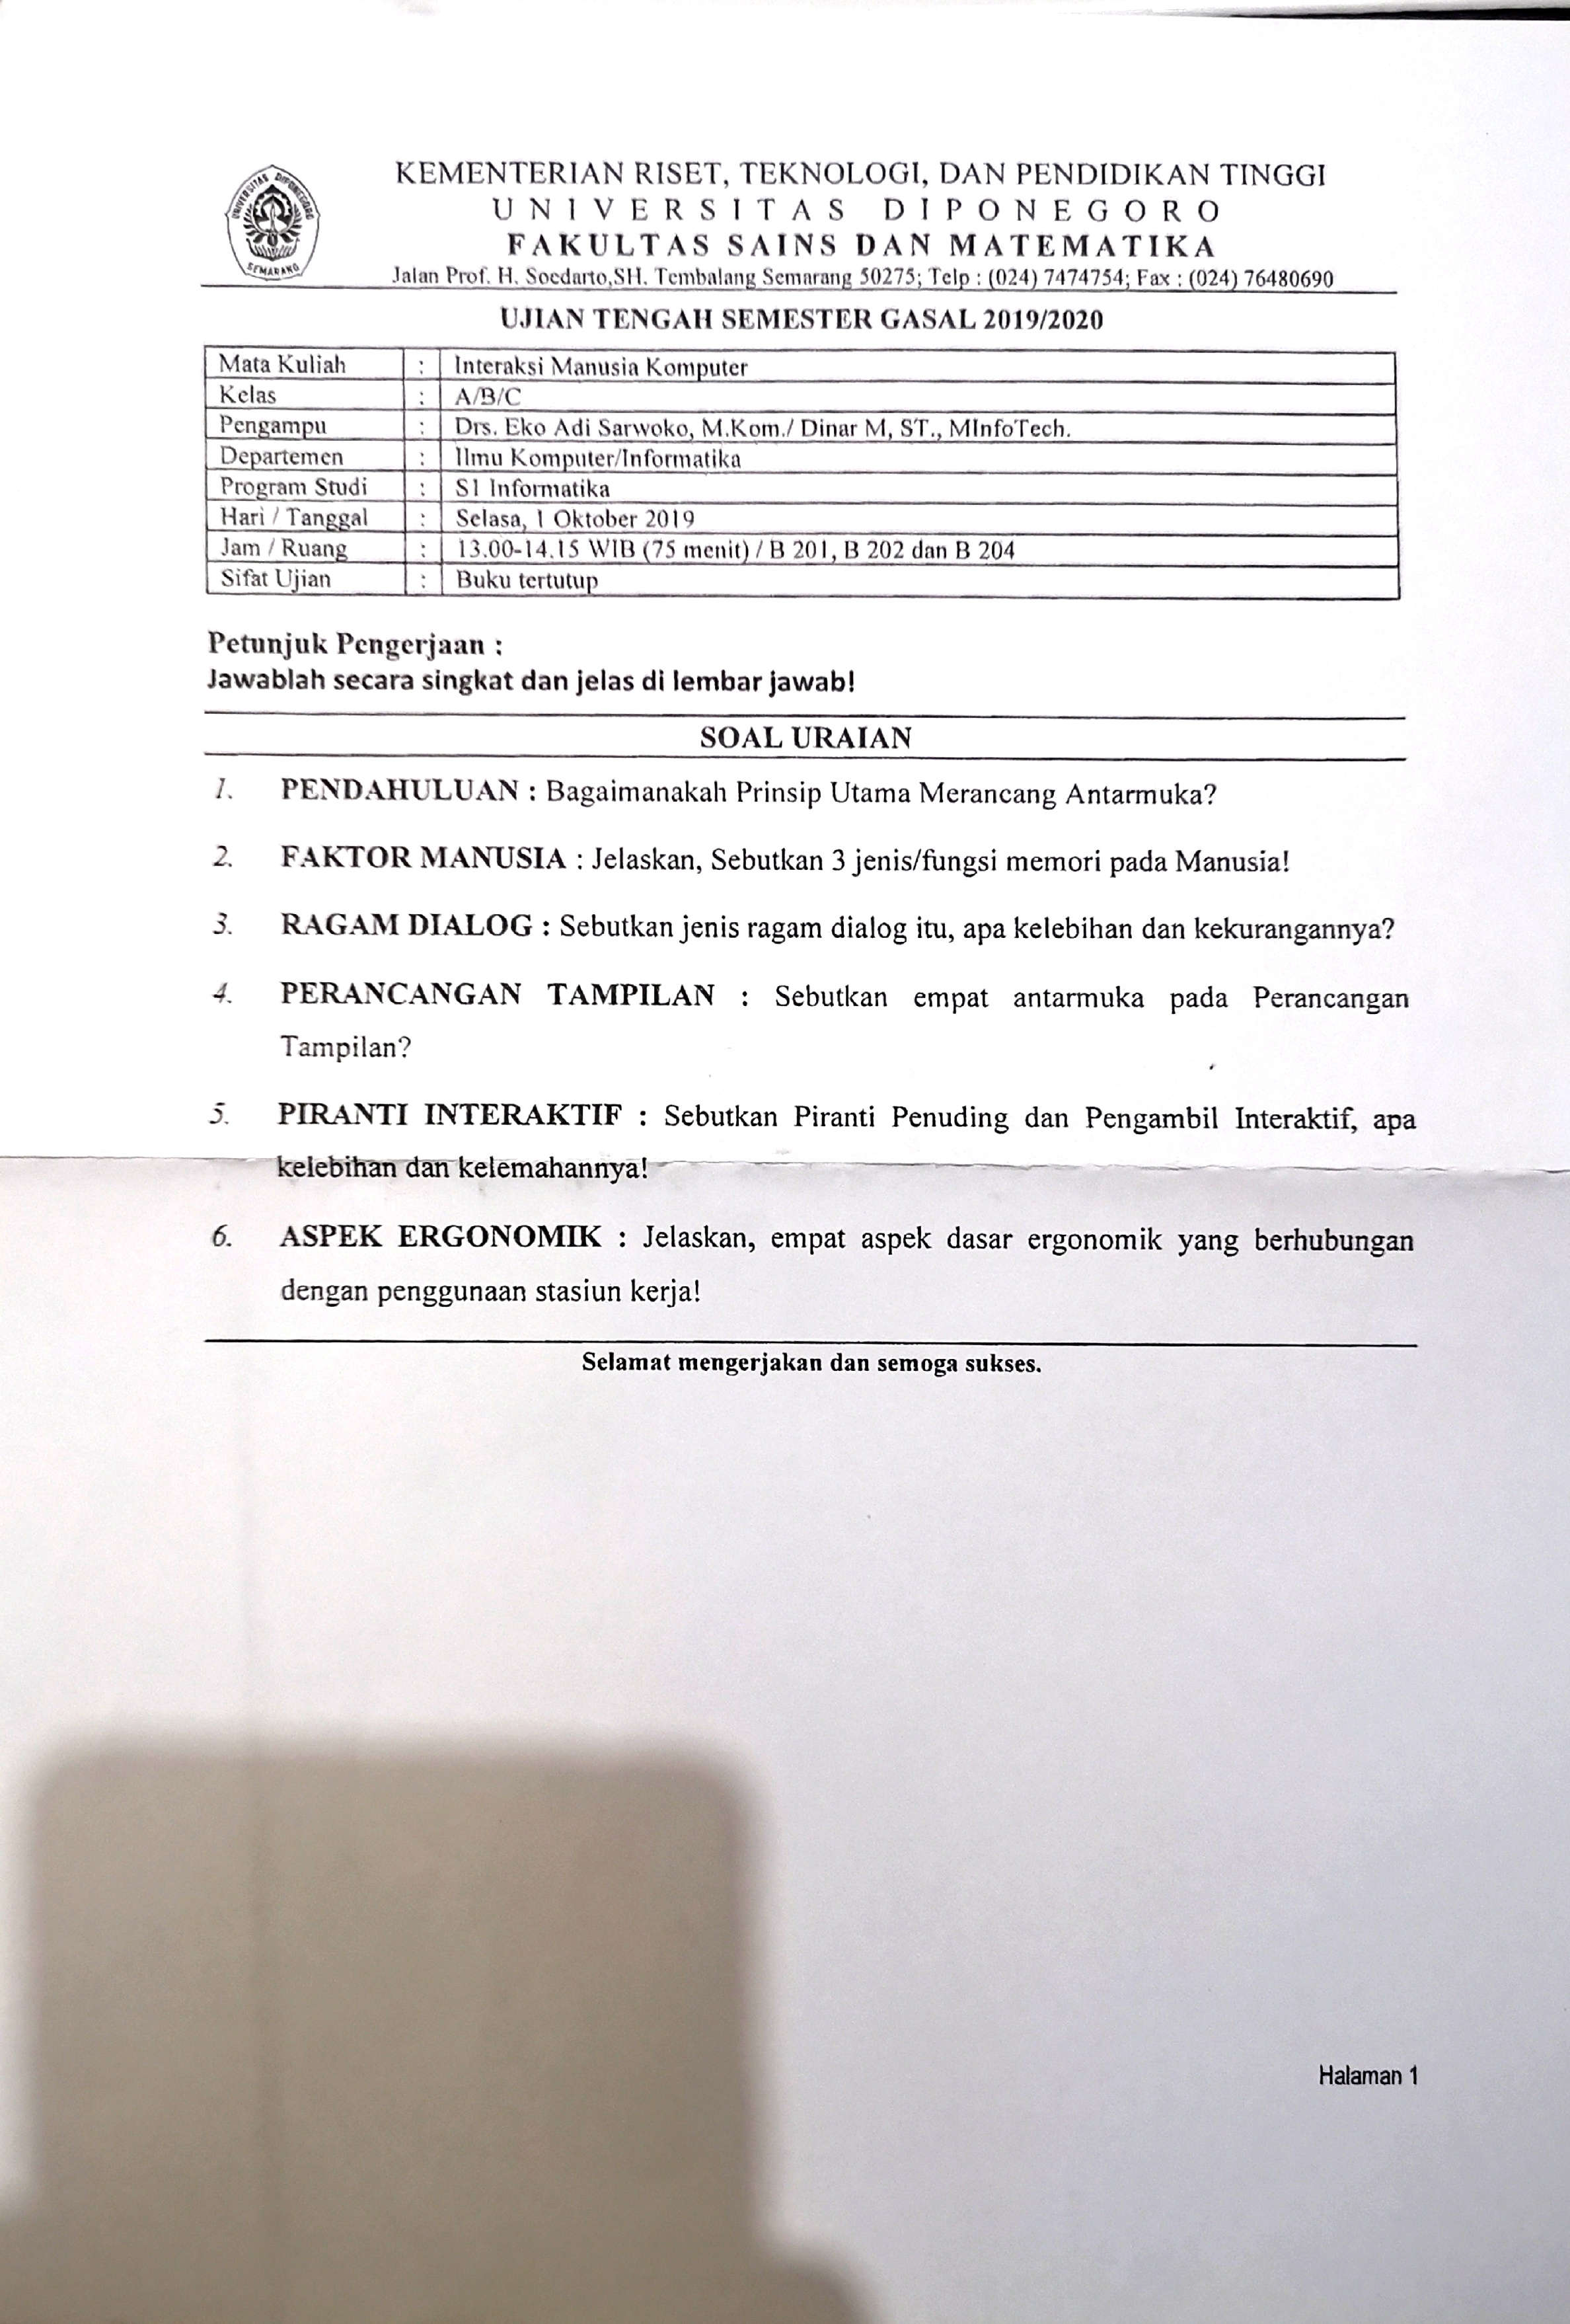 UNIVERSITAS DIPONEGORO
SEMARANG
KEMENTERIAN RISET, TEKNOLOGI, DAN PENDIDIKAN TINGGI
UNIVERSITAS DIPONEGORO
FAKULTAS SAINS DAN MATEMATIKA
Jalan Prof. H. Soedarto,SH. Tembalang Semarang 50275; Telp : (024) 7474754; Fax : (024) 76480690
UJIAN TENGAH SEMESTER GASAL 2019/2020
Mata Kuliah : Interaksi Manusia Komputer
Kelas : A/B/C
Pengampu : Drs. Eko Adi Sarwoko, M.Kom./ Dinar M, ST., MInfoTech.
Departemen : Ilmu Komputer/Informatika
Program Studi : S1 Informatika
Hari / Tanggal : Selasa, 1 Oktober 2019
Jam / Ruang : 13.00-14.15 WIB (75 menit) / B 201, B 202 dan B 204
Sifat Ujian : Buku tertutup
Petunjuk Pengerjaan :
Jawablah secara singkat dan jelas di lembar jawab!
SOAL URAIAN
1. PENDAHULUAN : Bagaimanakah Prinsip Utama Merancang Antarmuka?
2. FAKTOR MANUSIA : Jelaskan, Sebutkan 3 jenis/fungsi memori pada Manusia!
3. RAGAM DIALOG : Sebutkan jenis ragam dialog itu, apa kelebihan dan kekurangannya?
4. PERANCANGAN TAMPILAN : Sebutkan empat antarmuka pada Perancangan
Tampilan?
5. PIRANTI INTERAKTIF : Sebutkan Piranti Penuding dan Pengambil Interaktif, apa
kelebihan dan kelemahannya!
6. ASPEK ERGONOMIK : Jelaskan, empat aspek dasar ergonomik yang berhubungan
dengan penggunaan stasiun kerja!
Selamat mengerjakan dan semoga sukses.
Halaman 1